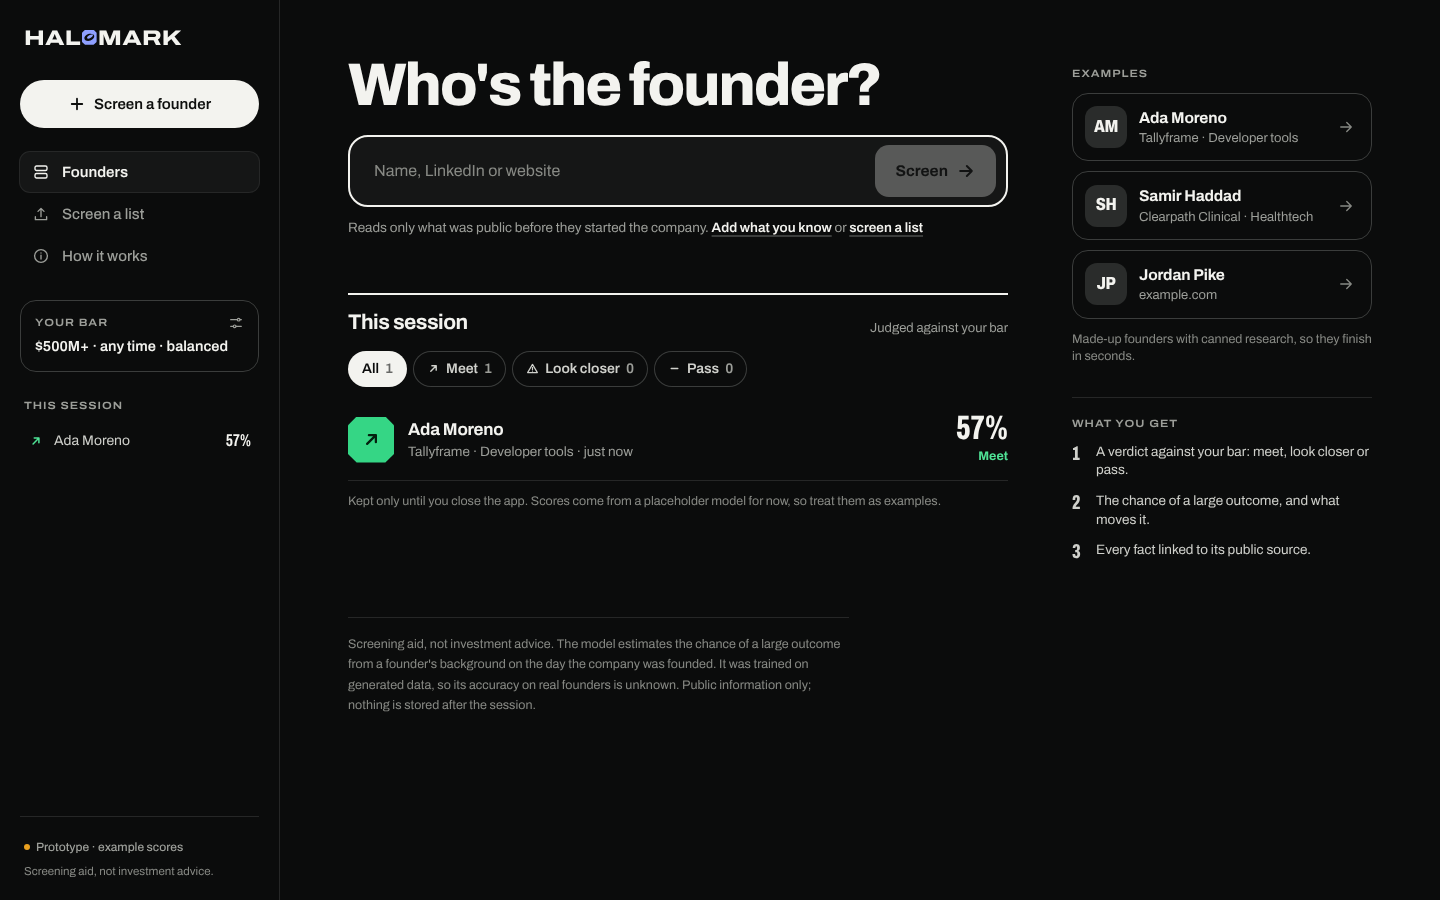 HALOMARK
Screen a founder
Founders
Screen a list
How it works
YOUR BAR
$500M+ · any time · balanced
THIS SESSION
Ada Moreno 57%
Prototype · example scores
Screening aid, not investment advice.
Who's the founder?
Name, LinkedIn or website
Screen
Reads only what was public before they started the company. Add what you know or screen a list
This session
Judged against your bar
All 1
Meet 1
Look closer 0
Pass 0
Ada Moreno
Tallyframe · Developer tools · just now
57%
Meet
Kept only until you close the app. Scores come from a placeholder model for now, so treat them as examples.
Screening aid, not investment advice. The model estimates the chance of a large outcome
from a founder's background on the day the company was founded. It was trained on
generated data, so its accuracy on real founders is unknown. Public information only;
nothing is stored after the session.
EXAMPLES
AM
Ada Moreno
Tallyframe · Developer tools
SH
Samir Haddad
Clearpath Clinical · Healthtech
JP
Jordan Pike
example.com
Made-up founders with canned research, so they finish
in seconds.
WHAT YOU GET
1 A verdict against your bar: meet, look closer or
pass.
2 The chance of a large outcome, and what
moves it.
3 Every fact linked to its public source.